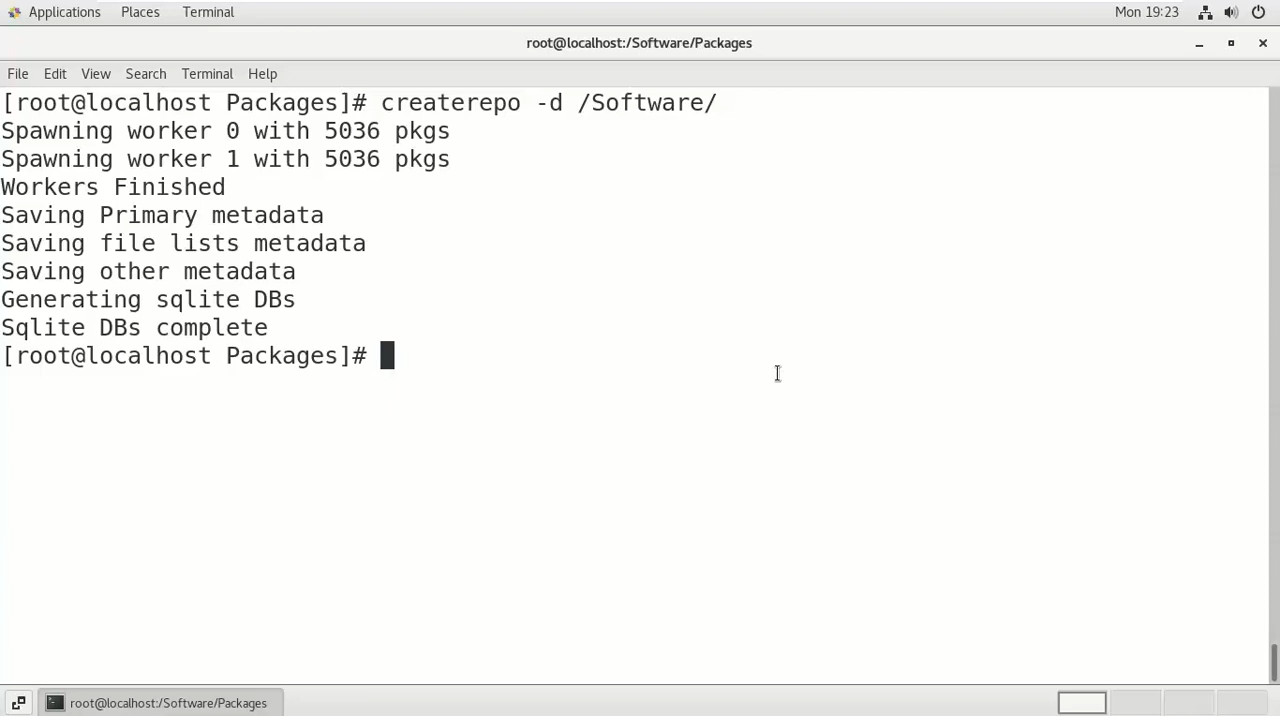 Applications Places Terminal Mon 19:23
root@localhost:/Software/Packages
File Edit View Search Terminal Help
[root@localhost Packages]# createrepo -d /Software/
Spawning worker 0 with 5036 pkgs
Spawning worker 1 with 5036 pkgs
Workers Finished
Saving Primary metadata
Saving file lists metadata
Saving other metadata
Generating sqlite DBs
Sqlite DBs complete
[root@localhost Packages]#
root@localhost:/Software/Packages